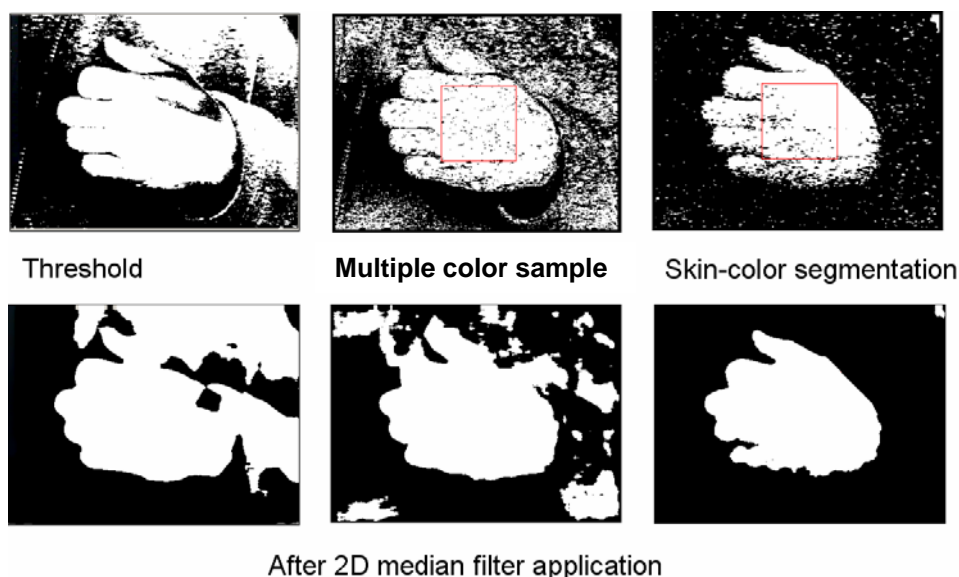 Threshold
Multiple color sample
Skin-color segmentation
After 2D median filter application